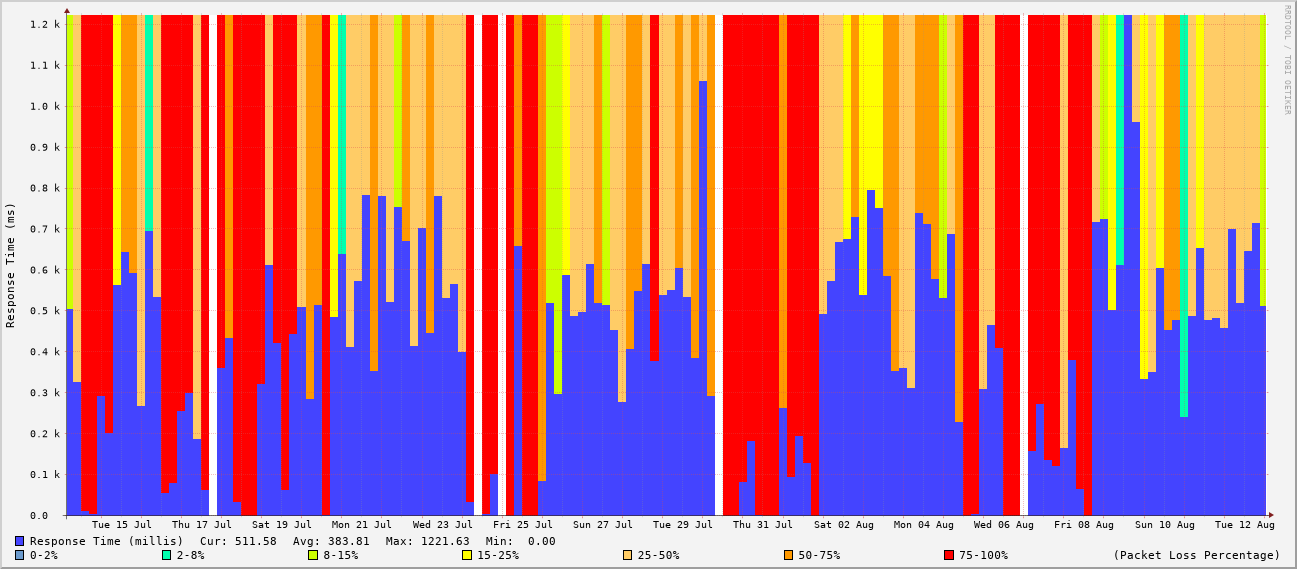 RRDTOOL / TOBI OETIKER
Response Time (ms)
1.2 k
1.1 k
1.0 k
0.9 k
0.8 k
0.7 k
0.6 k
0.5 k
0.4 k
0.3 k
0.2 k
0.1 k
0.0
Tue 15 Jul Thu 17 Jul Sat 19 Jul Mon 21 Jul Wed 23 Jul Fri 25 Jul Sun 27 Jul Tue 29 Jul Thu 31 Jul Sat 02 Aug Mon 04 Aug Wed 06 Aug Fri 08 Aug Sun 10 Aug Tue 12 Aug
Response Time (millis) Cur: 511.58 Avg: 383.81 Max: 1221.63 Min: 0.00
0-2% 2-8% 8-15% 15-25% 25-50% 50-75% 75-100% (Packet Loss Percentage)